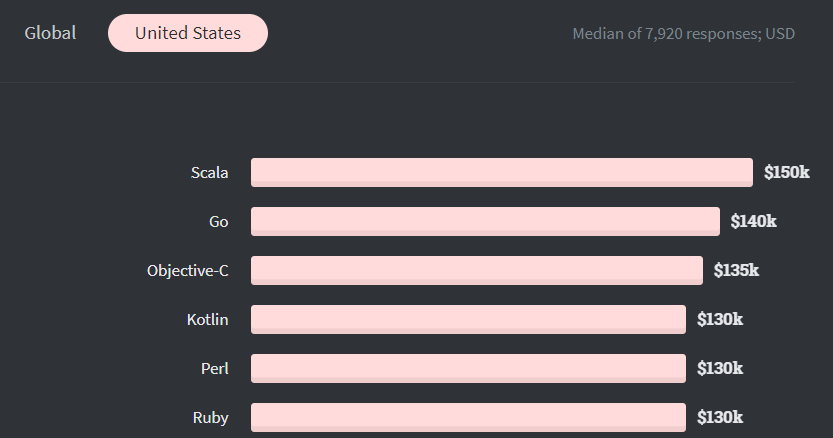 Global United States Median of 7,920 responses; USD
Scala $150k
Go $140k
Objective-C $135k
Kotlin $130k
Perl $130k
Ruby $130k